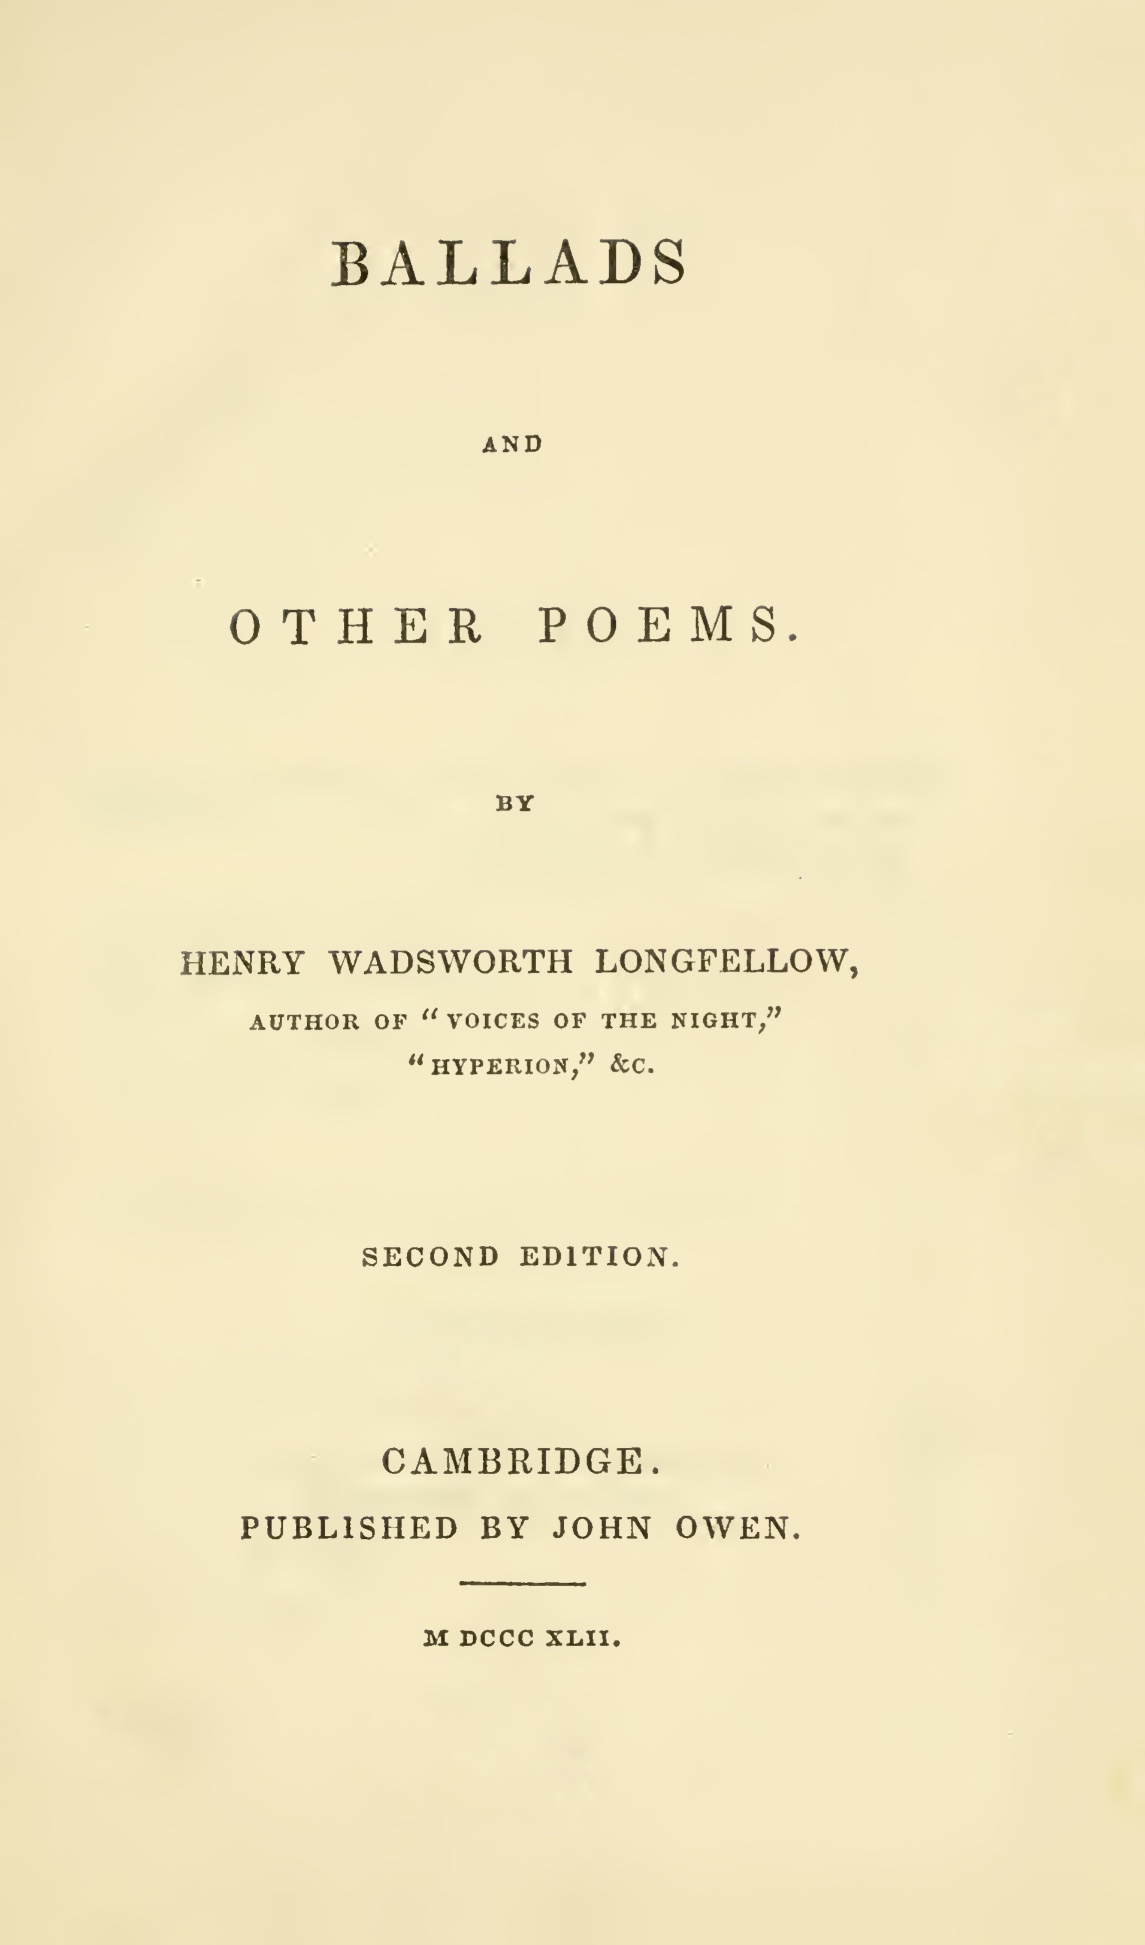 BALLADS
AND
OTHER POEMS.
BY
HENRY WADSWORTH LONGFELLOW,
AUTHOR OF "VOICES OF THE NIGHT,"
"HYPERION," &C.
SECOND EDITION.
CAMBRIDGE.
PUBLISHED BY JOHN OWEN.
M DCCC XLII.